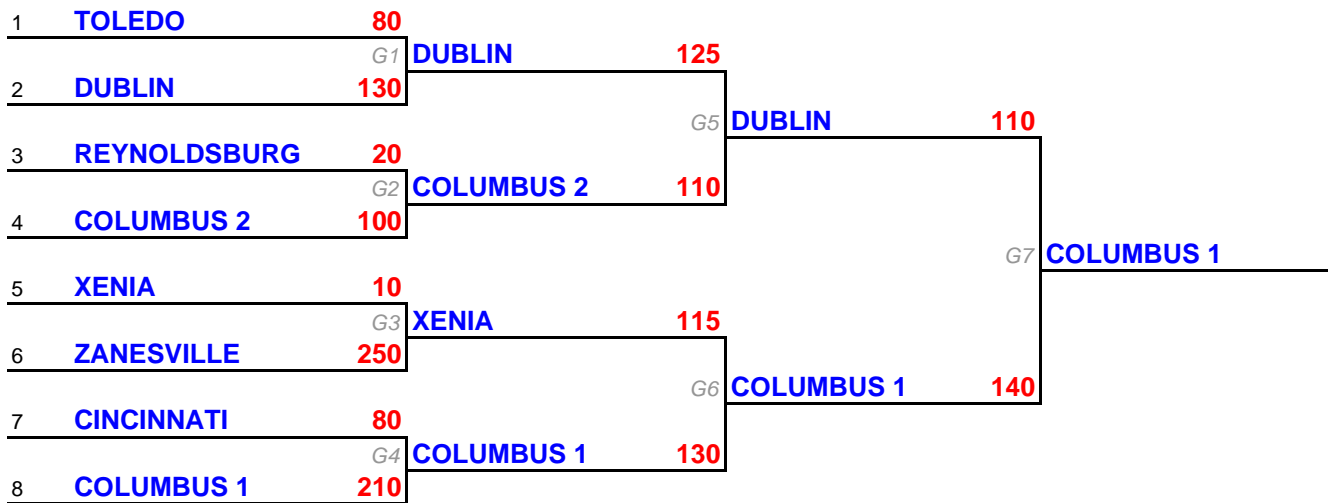 1 TOLEDO 80
G1 DUBLIN 125
2 DUBLIN 130
G5 DUBLIN 110
3 REYNOLDSBURG 20
G2 COLUMBUS 2 110
4 COLUMBUS 2 100
G7 COLUMBUS 1
5 XENIA 10
G3 XENIA 115
6 ZANESVILLE 250
G6 COLUMBUS 1 140
7 CINCINNATI 80
G4 COLUMBUS 1 130
8 COLUMBUS 1 210